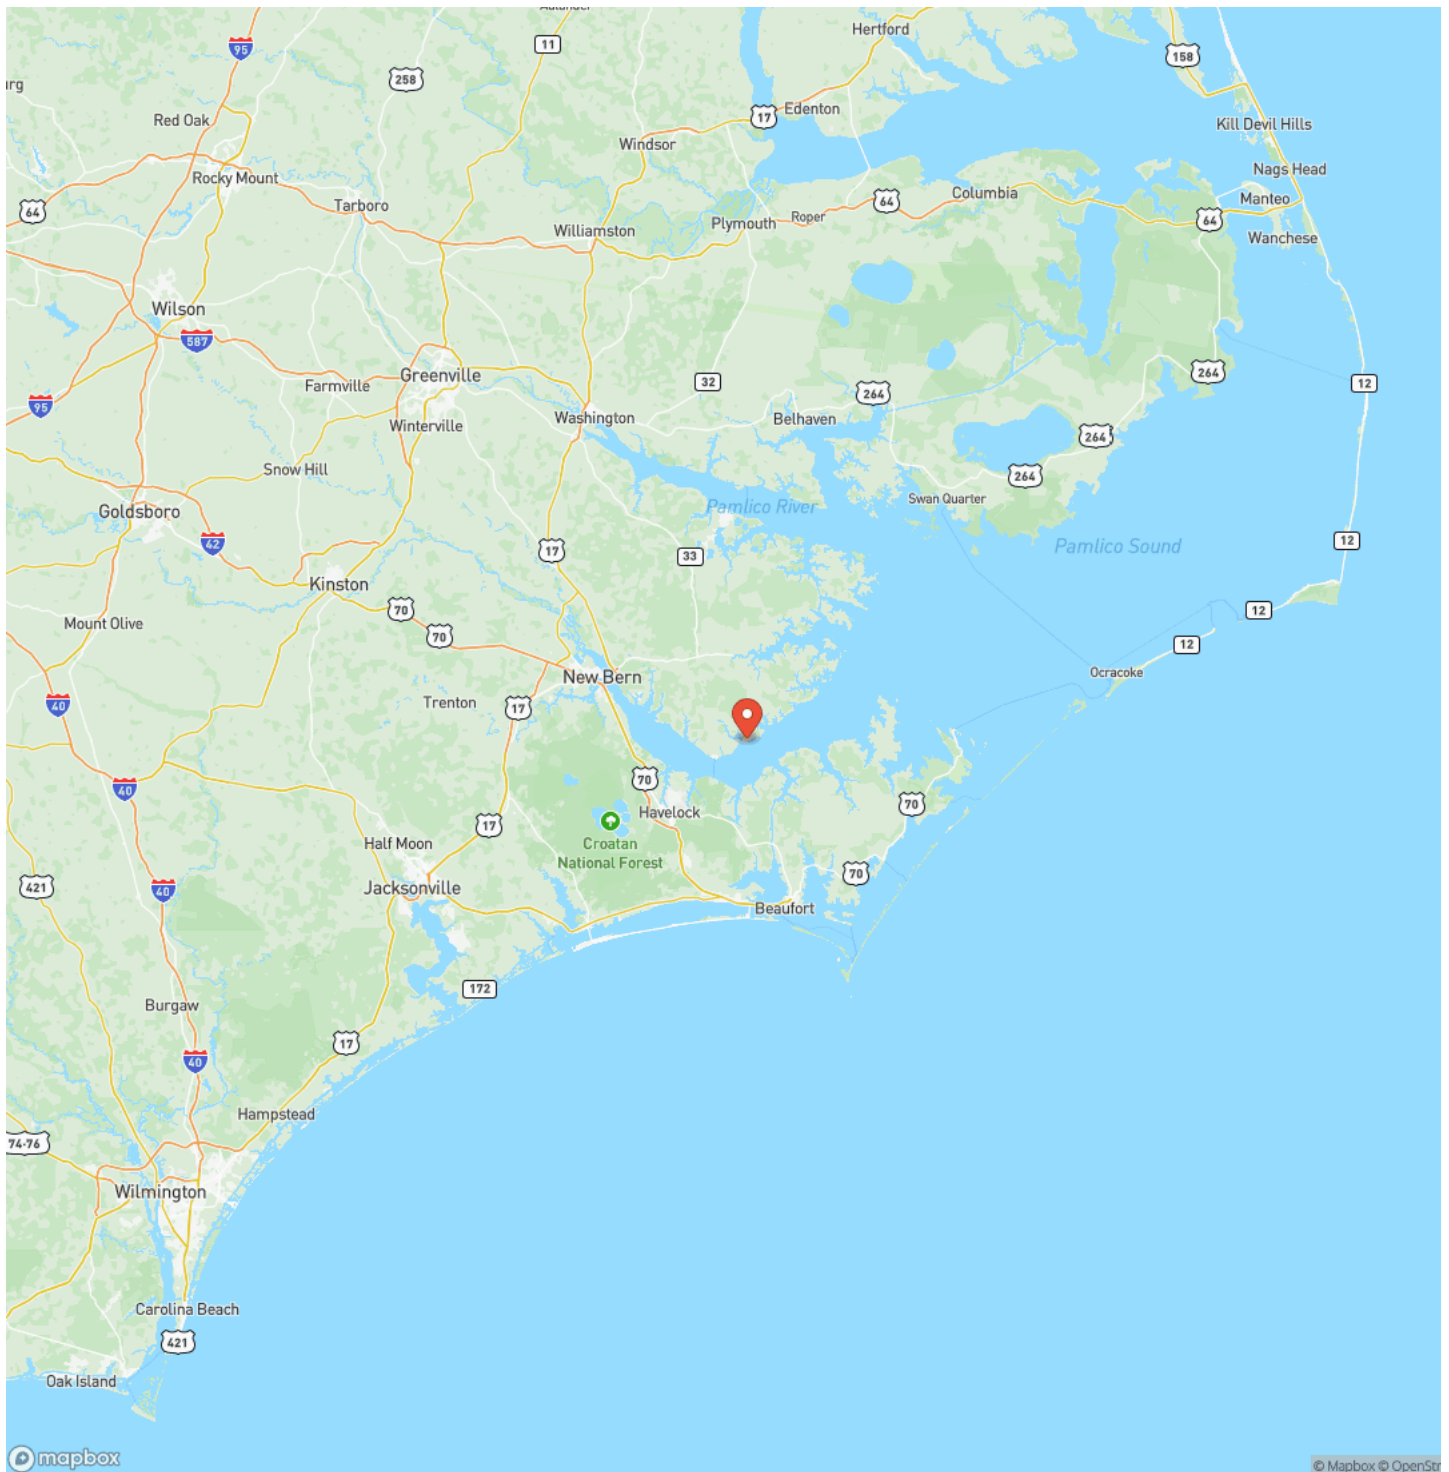 Aulander
Hertford
95
11
158
258
urg
Edenton
17
Red Oak
Kill Devil Hills
Windsor
Nags Head
Rocky Mount
Columbia
Manteo
64
Tarboro
64
Roper
Plymouth
64
Williamston
Wanchese
Wilson
587
Greenville
264
32
12
Farmville
264
95
Washington
Belhaven
Winterville
264
Snow Hill
264
Swan Quarter
Pamlico River
Goldsboro
12
42
Pamlico Sound
17
33
Kinston
70
12
Mount Olive
70
12
Ocracoke
New Bern
Trenton
17
40
70
40
70
Havelock
17
Half Moon
Croatan
National Forest
70
421
40
Jacksonville
Beaufort
172
Burgaw
17
40
Hampstead
74-76
Wilmington
Carolina Beach
421
Oak Island
mapbox
© Mapbox © OpenStr